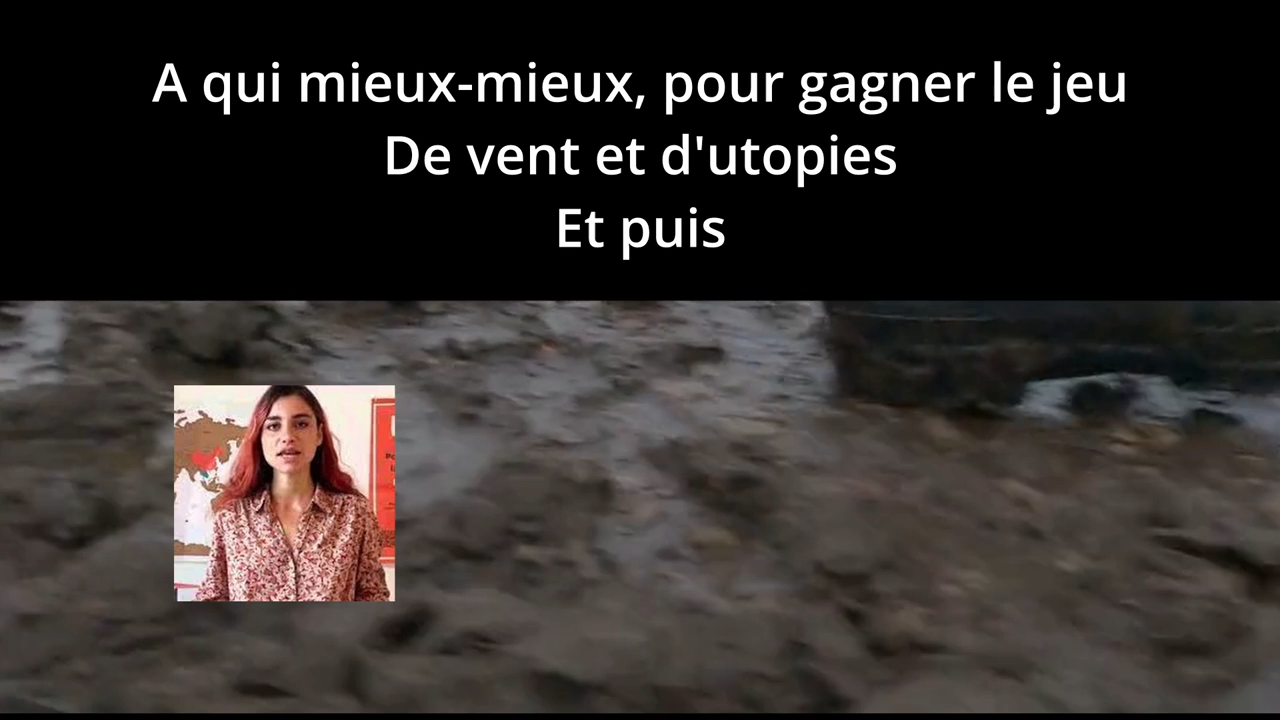 A qui mieux-mieux, pour gagner le jeu
De vent et d'utopies
Et puis